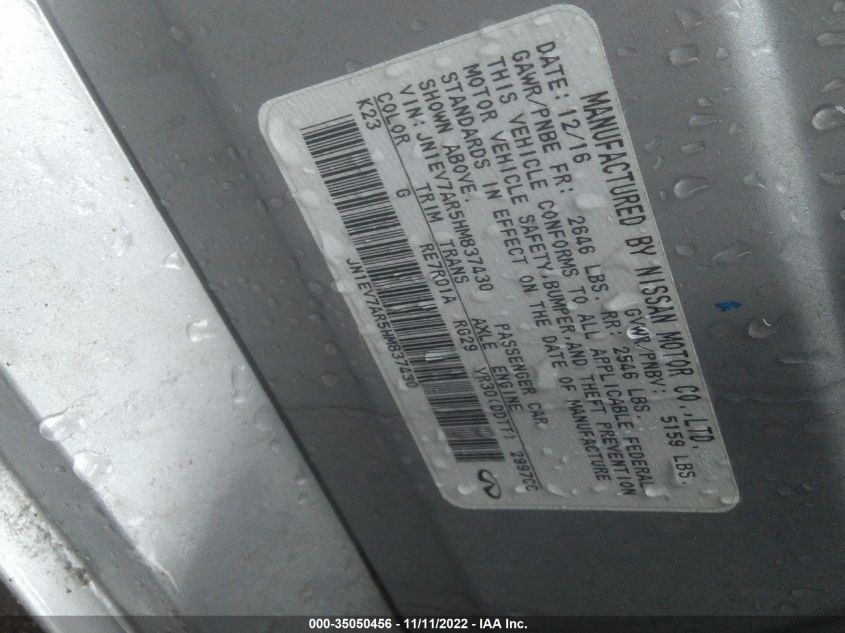 MANUFACTURED BY NISSAN MOTOR CO.,LTD.
DATE: 12/16 GVWR/PNBV: 5159 LBS.
GAWR/PNBE FR: 2646 LBS. RR: 2546 LBS.
THIS VEHICLE CONFORMS TO ALL APPLICABLE FEDERAL
MOTOR VEHICLE SAFETY,BUMPER,AND THEFT PREVENTION
STANDARDS IN EFFECT ON THE DATE OF MANUFACTURE
SHOWN ABOVE.
VIN: JN1EV7AR5HM837430 PASSENGER CAR
COLOR TRIM TRANS AXLE ENGINE
K23 G RE7R01A RG29 VR30(DDTT) 2997CC
JN1EV7AR5HM837430
000-35050456 - 11/11/2022 - IAA Inc.